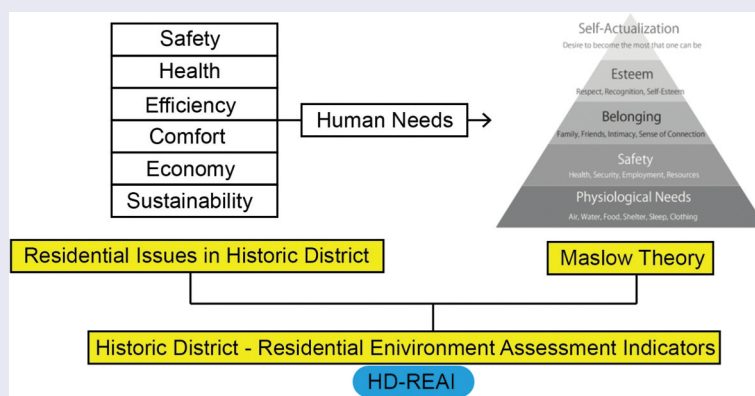 Safety
Health
Efficiency
Comfort
Economy
Sustainability
Human Needs
Self-Actualization
Desire to become the most that one can be
Esteem
Respect, Recognition, Self-Esteem
Belonging
Family, Friends, Intimacy, Sense of Connection
Safety
Health, Security, Employment, Resources
Physiological Needs
Air, Water, Food, Shelter, Sleep, Clothing
Residential Issues in Historic District
Maslow Theory
Historic District - Residential Enivironment Assessment Indicators
HD-REAI